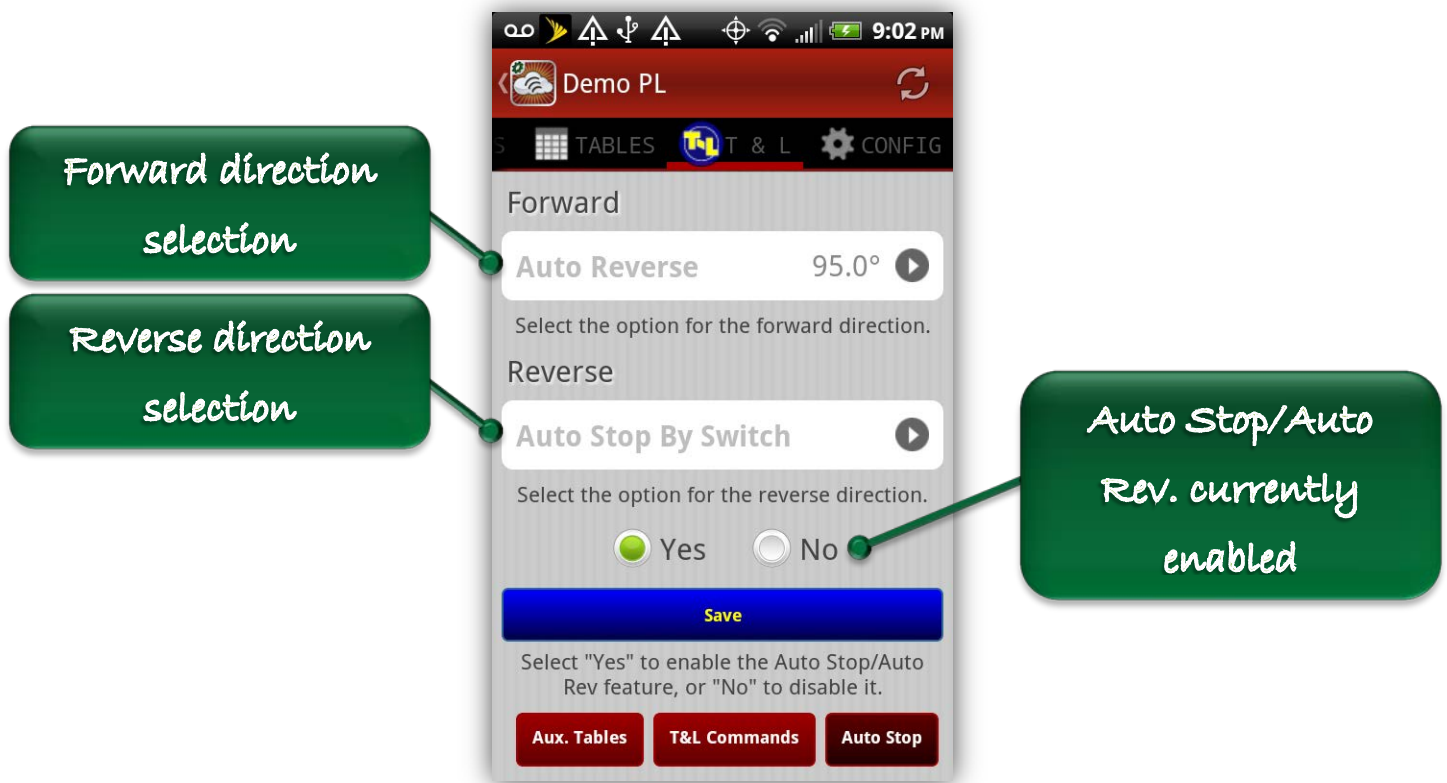 9:02 PM
Demo PL
S TABLES T&L T & L CONFIG
Forward direction
selection
Forward
Auto Reverse 95.0°
Select the option for the forward direction.
Reverse direction
selection
Reverse
Auto Stop By Switch
Select the option for the reverse direction.
Auto Stop/Auto
Rev. currently
enabled
Yes No
Save
Select "Yes" to enable the Auto Stop/Auto
Rev feature, or "No" to disable it.
Aux. Tables T&L Commands Auto Stop